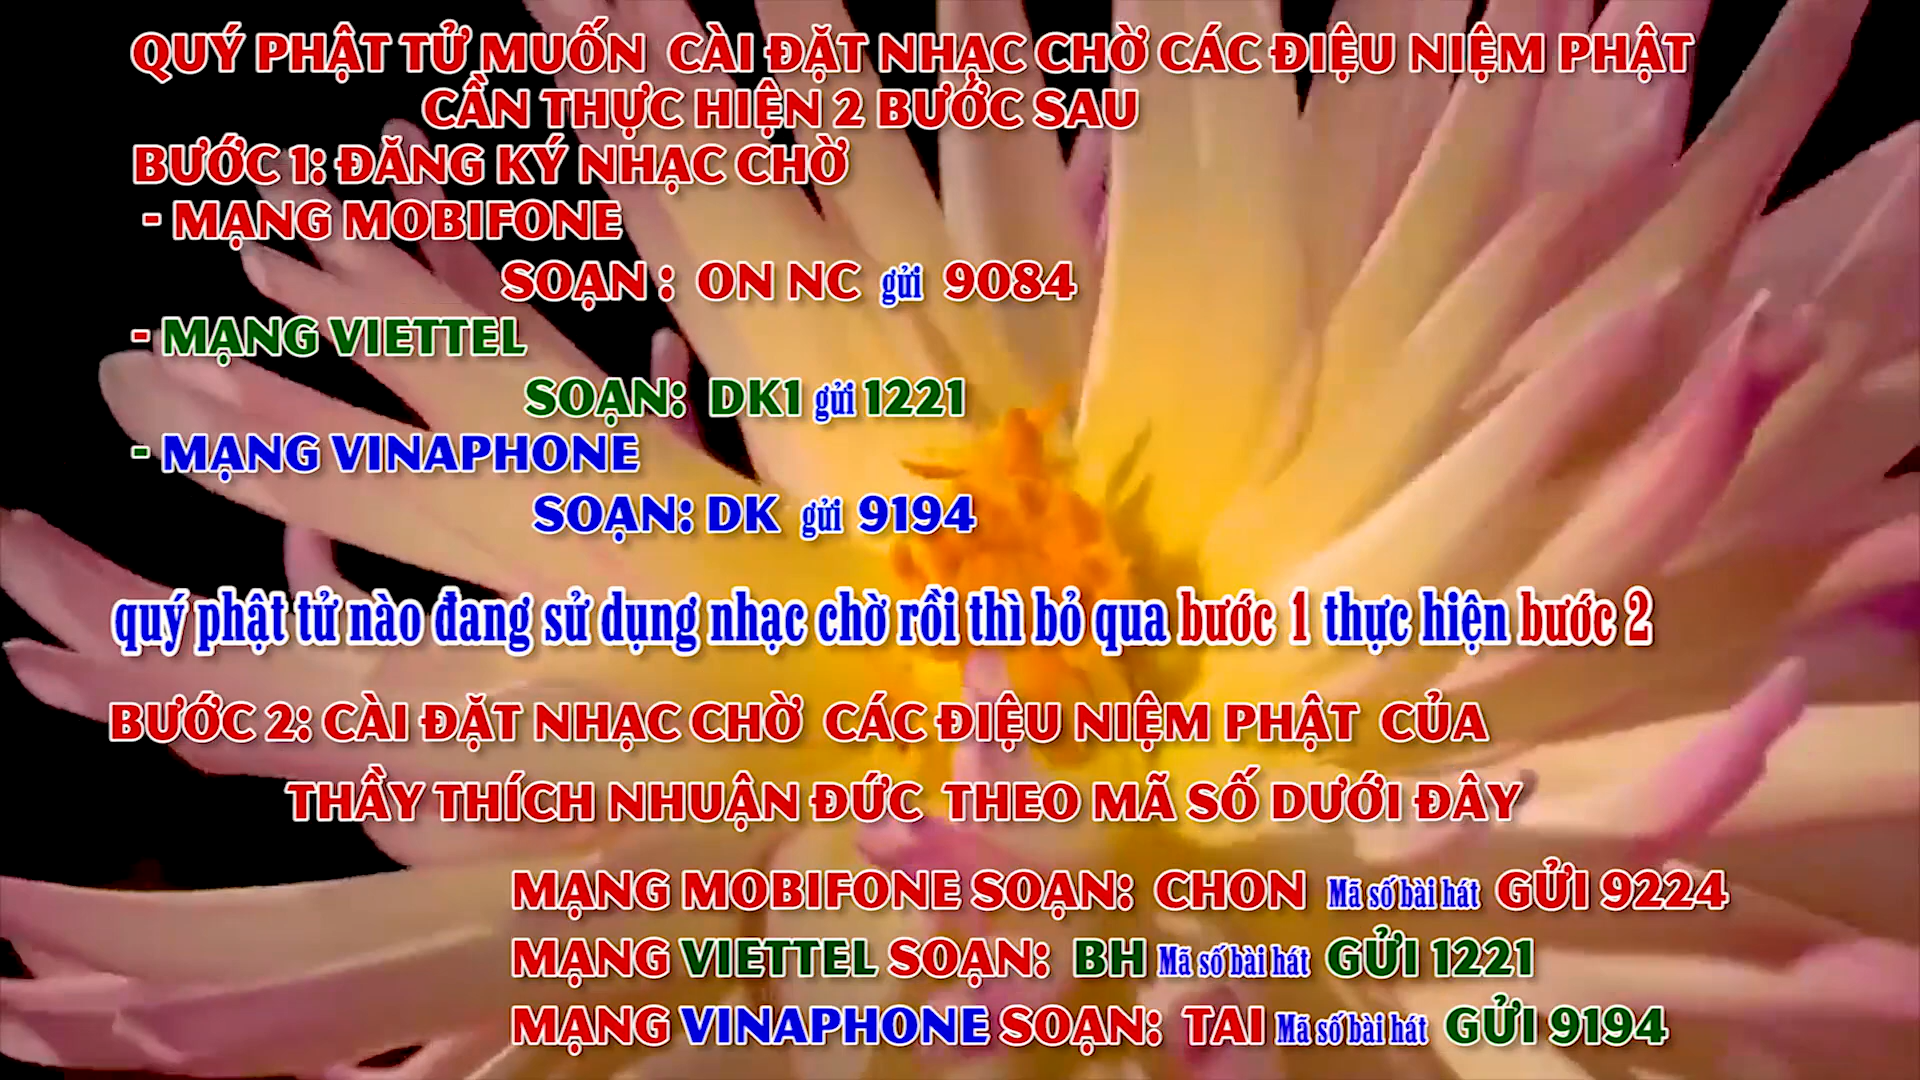 QUÝ PHẬT TỬ MUỐN CÀI ĐẶT NHẠC CHỜ CÁC ĐIỆU NIỆM PHẬT
CẦN THỰC HIỆN 2 BƯỚC SAU
BƯỚC 1: ĐĂNG KÝ NHẠC CHỜ
- MẠNG MOBIFONE
SOẠN : ON NC gửi 9084
- MẠNG VIETTEL
SOẠN: DK1 gửi 1221
- MẠNG VINAPHONE
SOẠN: DK gửi 9194
quý phật tử nào đang sử dụng nhạc chờ rồi thì bỏ qua bước 1 thực hiện bước 2
BƯỚC 2: CÀI ĐẶT NHẠC CHỜ CÁC ĐIỆU NIỆM PHẬT CỦA
THẦY THÍCH NHUẬN ĐỨC THEO MÃ SỐ DƯỚI ĐÂY
MẠNG MOBIFONE SOẠN: CHON Mã số bài hát GỬI 9224
MẠNG VIETTEL SOẠN: BH Mã số bài hát GỬI 1221
MẠNG VINAPHONE SOẠN: TAI Mã số bài hát GỬI 9194